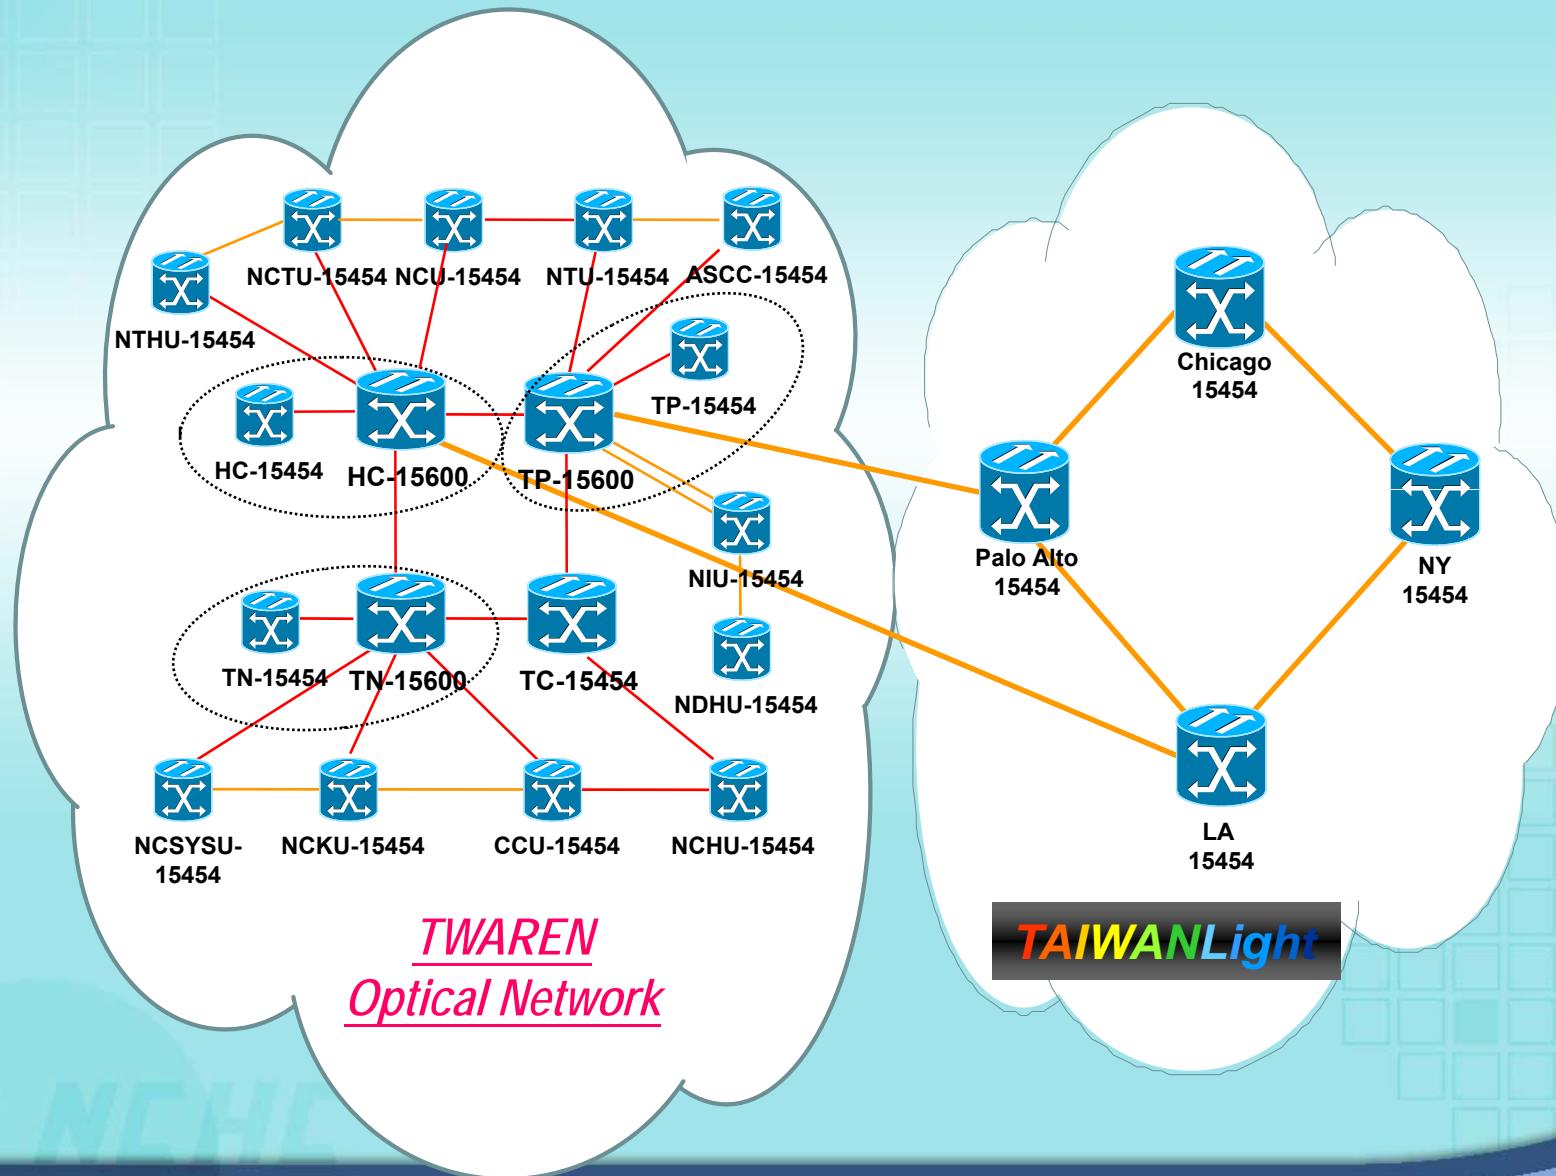 NCTU-15454
NCU-15454
NTU-15454
ASCC-15454
NTHU-15454
TP-15454
HC-15454
HC-15600
TP-15600
NIU-15454
TN-15454
TN-15600
TC-15454
NDHU-15454
NCSYSU-
15454
NCKU-15454
CCU-15454
NCHU-15454
TWAREN
Optical Network
Chicago
15454
Palo Alto
15454
NY
15454
LA
15454
TAIWANLight
NCHC